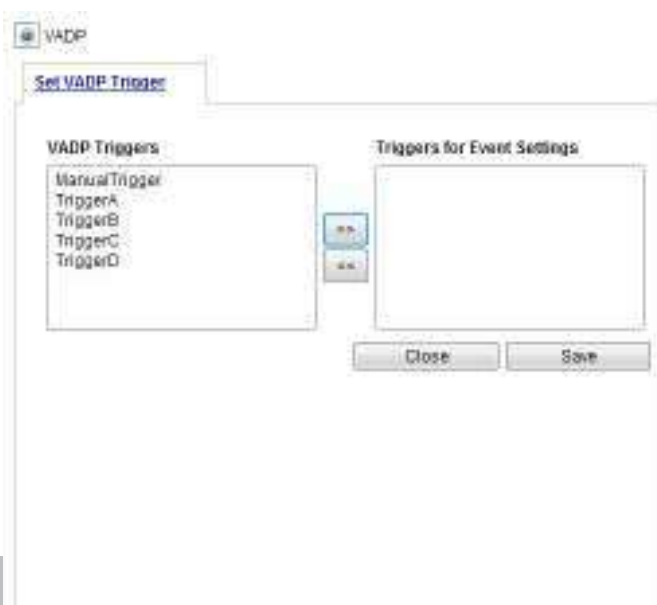 VADP
Set VADP Trigger
VADP Triggers
Triggers for Event Settings
ManualTrigger
TriggerA
TriggerB
TriggerC
TriggerD
>>
<<
Close
Save